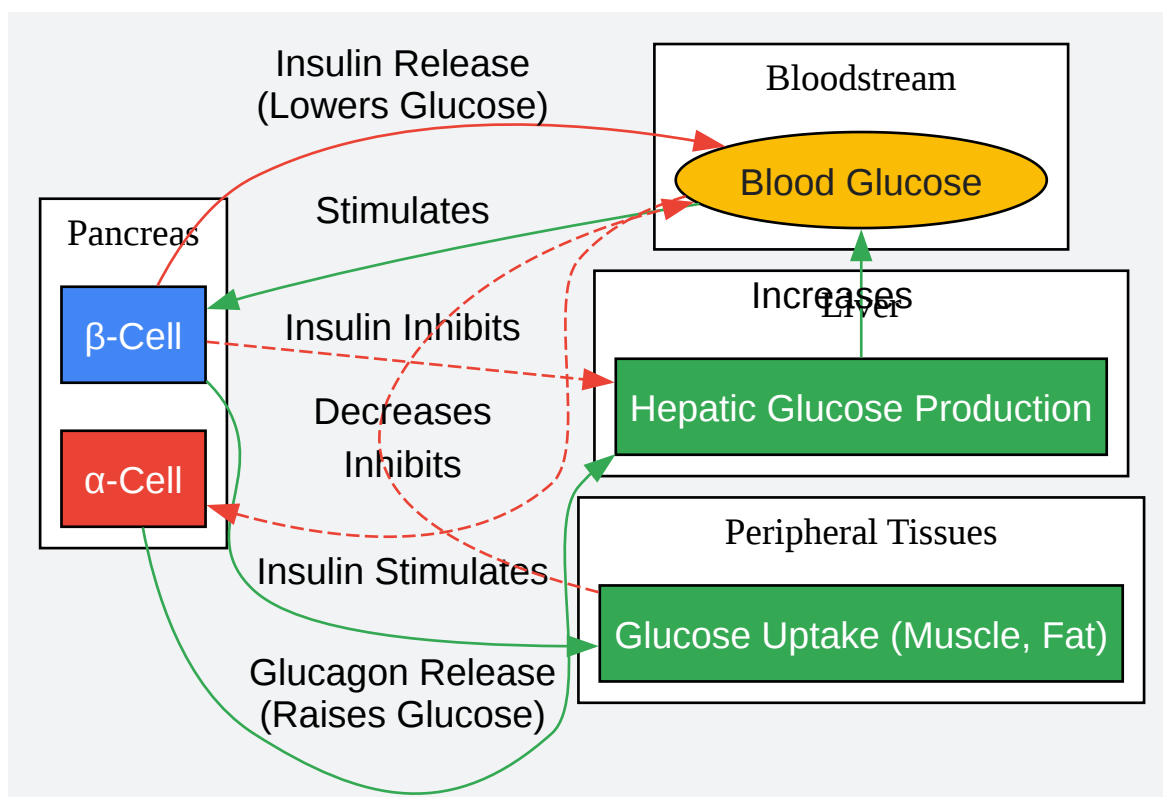 Insulin Release
(Lowers Glucose)
Bloodstream
Blood Glucose
Stimulates
Pancreas
Increases
Liver
β-Cell
Insulin Inhibits
Hepatic Glucose Production
Decreases
Inhibits
α-Cell
Peripheral Tissues
Insulin Stimulates
Glucose Uptake (Muscle, Fat)
Glucagon Release
(Raises Glucose)